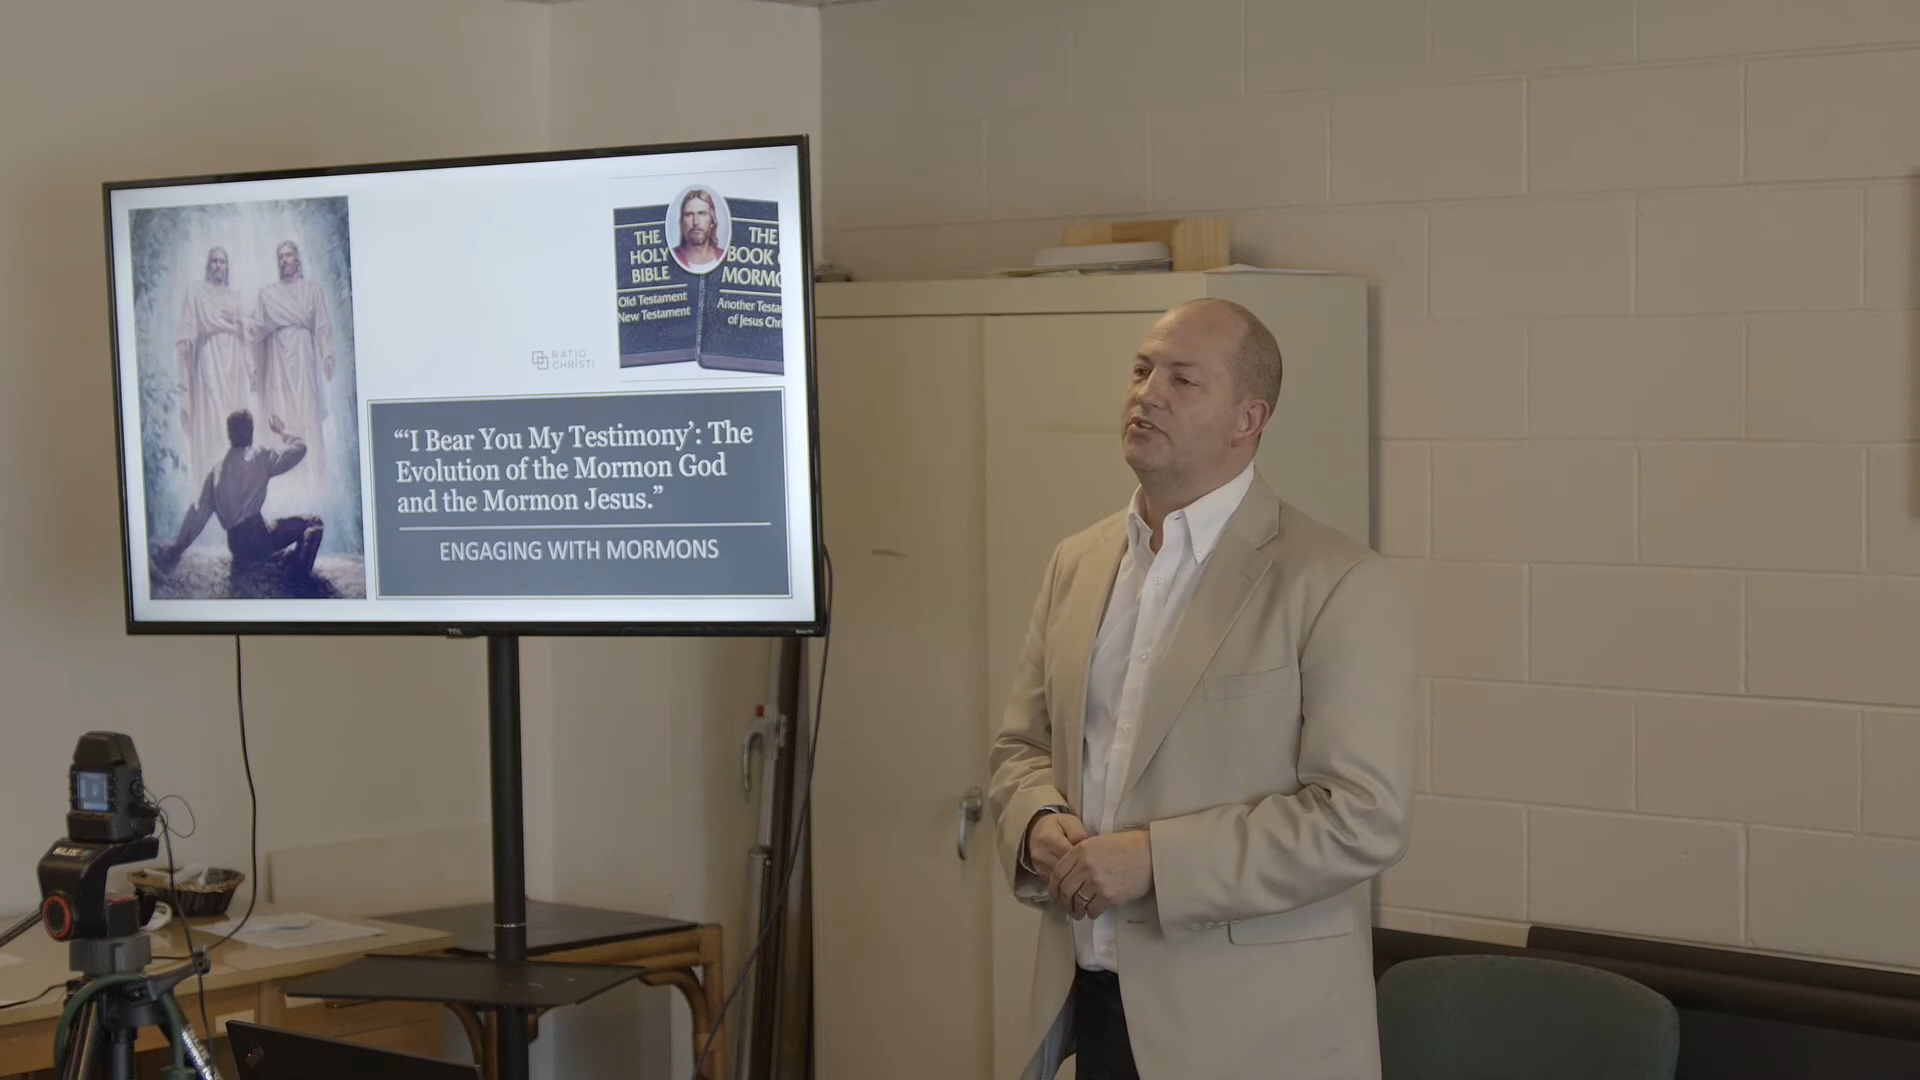 THE
HOLY
BIBLE
Old Testament
New Testament
THE
BOOK
MORMO
Another Testa
of Jesus Chri
RATIO
CHRISTI
“‘I Bear You My Testimony’: The
Evolution of the Mormon God
and the Mormon Jesus.”
ENGAGING WITH MORMONS
TCL